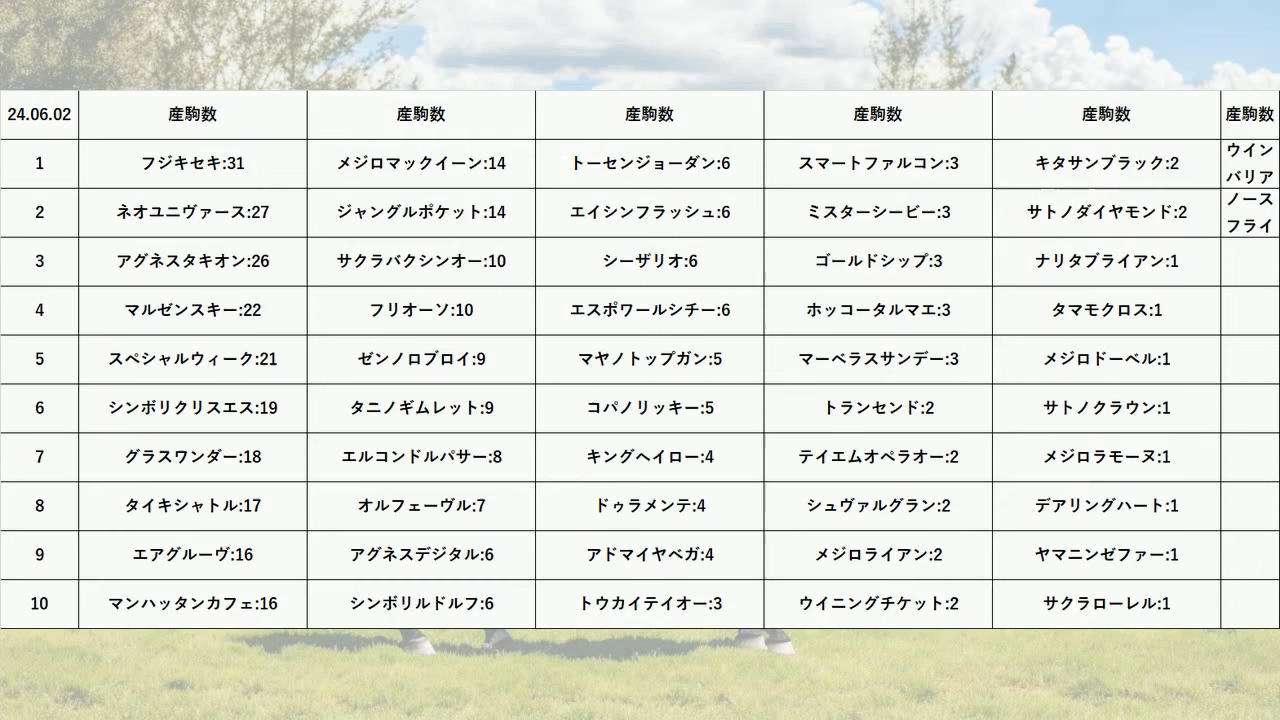 24.06.02 産駒数 産駒数 産駒数 産駒数 産駒数 産駒数
1 フジキセキ:31 メジロマックイーン:14 トーセンジョーダン:6 スマートファルコン:3 キタサンブラック:2 ウイン
バリア
2 ネオユニヴァース:27 ジャングルポケット:14 エイシンフラッシュ:6 ミスターシービー:3 サトノダイヤモンド:2 ノース
フライ
3 アグネスタキオン:26 サクラバクシンオー:10 シーザリオ:6 ゴールドシップ:3 ナリタブライアン:1
4 マルゼンスキー:22 フリオーソ:10 エスポワールシチー:6 ホッコータルマエ:3 タマモクロス:1
5 スペシャルウィーク:21 ゼンノロブロイ:9 マヤノトップガン:5 マーベラスサンデー:3 メジロドーベル:1
6 シンボリクリスエス:19 タニノギムレット:9 コパノリッキー:5 トランセンド:2 サトノクラウン:1
7 グラスワンダー:18 エルコンドルパサー:8 キングヘイロー:4 テイエムオペラオー:2 メジロラモーヌ:1
8 タイキシャトル:17 オルフェーヴル:7 ドゥラメンテ:4 シュヴァルグラン:2 デアリングハート:1
9 エアグルーヴ:16 アグネスデジタル:6 アドマイヤベガ:4 メジロライアン:2 ヤマニンゼファー:1
10 マンハッタンカフェ:16 シンボリルドルフ:6 トウカイテイオー:3 ウイニングチケット:2 サクラローレル:1